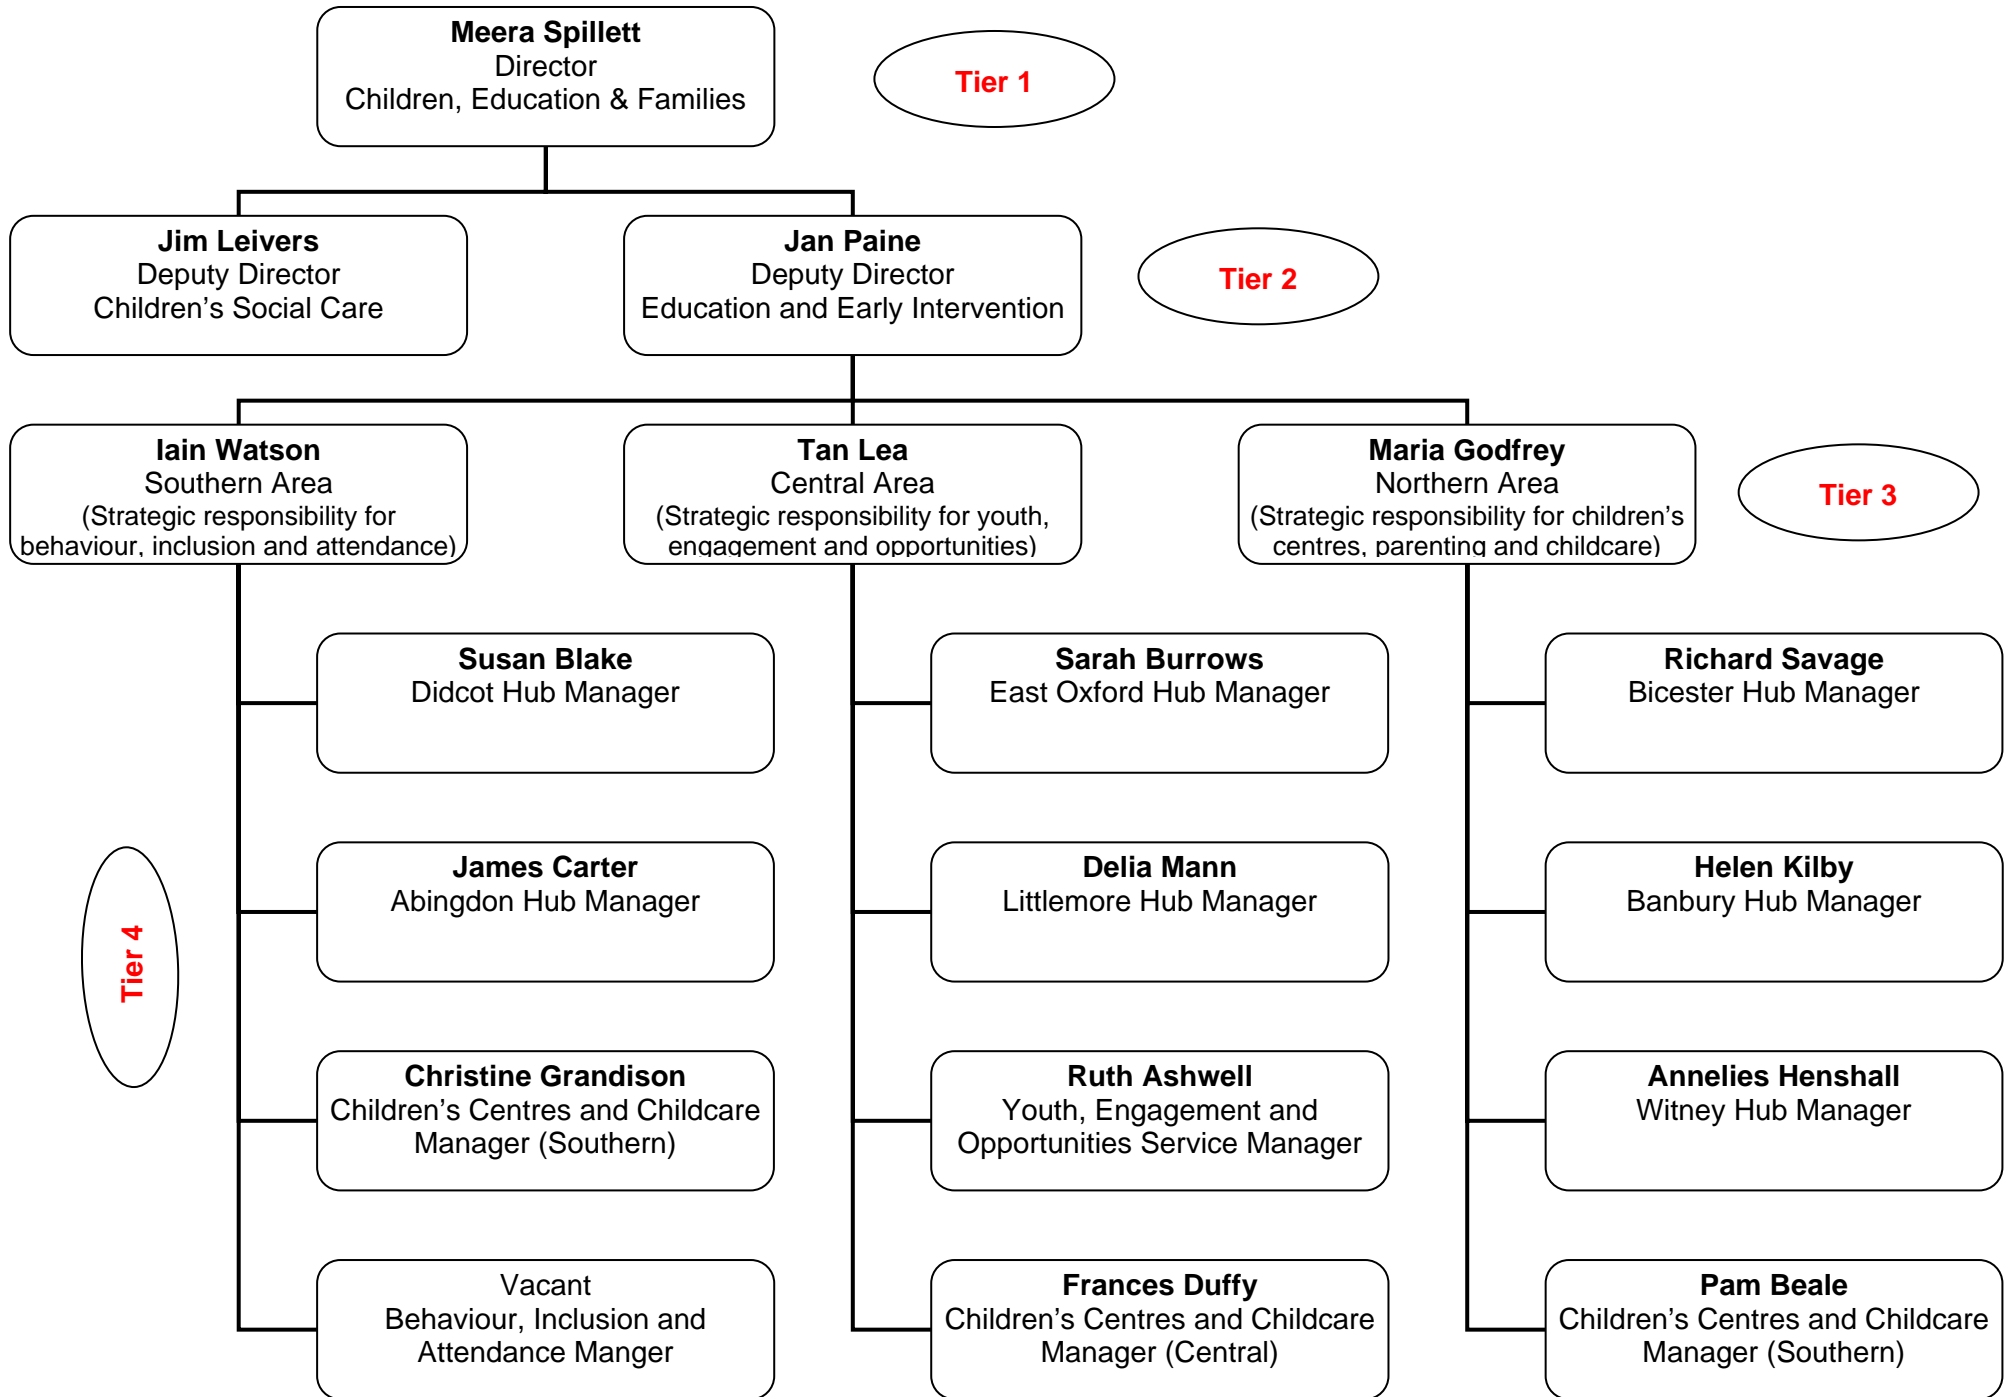 Meera Spillett
Director
Children, Education & Families
Tier 1
Jim Leivers
Deputy Director
Children’s Social Care
Jan Paine
Deputy Director
Education and Early Intervention
Tier 2
Iain Watson
Southern Area
(Strategic responsibility for
behaviour, inclusion and attendance)
Tan Lea
Central Area
(Strategic responsibility for youth,
engagement and opportunities)
Maria Godfrey
Northern Area
(Strategic responsibility for children’s
centres, parenting and childcare)
Tier 3
Susan Blake
Didcot Hub Manager
Sarah Burrows
East Oxford Hub Manager
Richard Savage
Bicester Hub Manager
Tier 4
James Carter
Abingdon Hub Manager
Delia Mann
Littlemore Hub Manager
Helen Kilby
Banbury Hub Manager
Christine Grandison
Children’s Centres and Childcare
Manager (Southern)
Ruth Ashwell
Youth, Engagement and
Opportunities Service Manager
Annelies Henshall
Witney Hub Manager
Vacant
Behaviour, Inclusion and
Attendance Manger
Frances Duffy
Children’s Centres and Childcare
Manager (Central)
Pam Beale
Children’s Centres and Childcare
Manager (Southern)